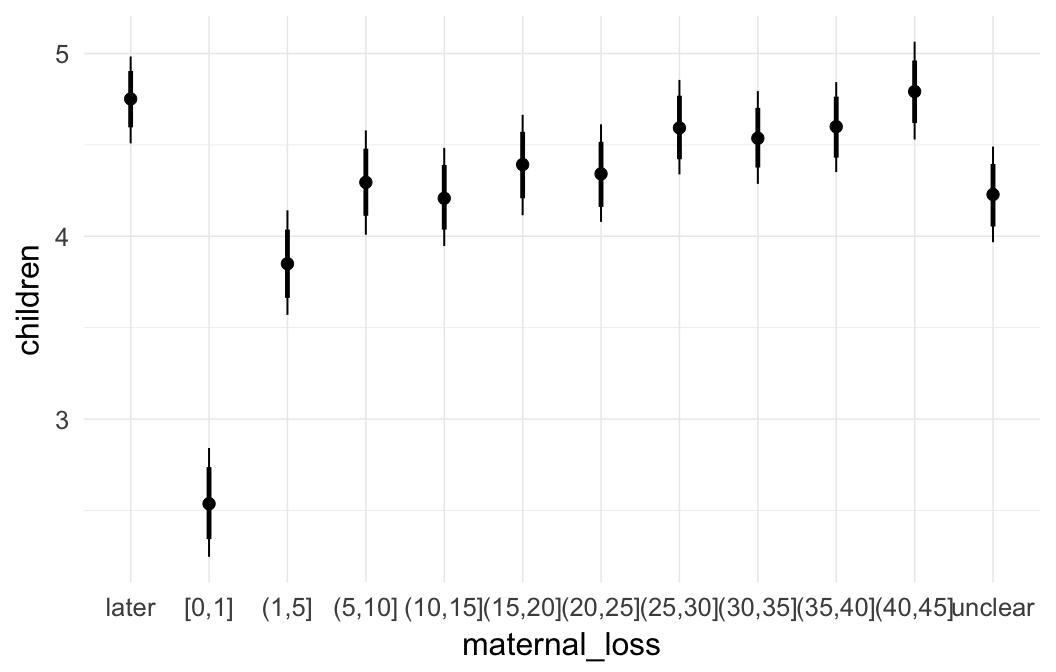 5
4
3
children
later [0,1] (1,5] (5,10] (10,15] (15,20] (20,25] (25,30] (30,35] (35,40] (40,45] unclear
maternal_loss